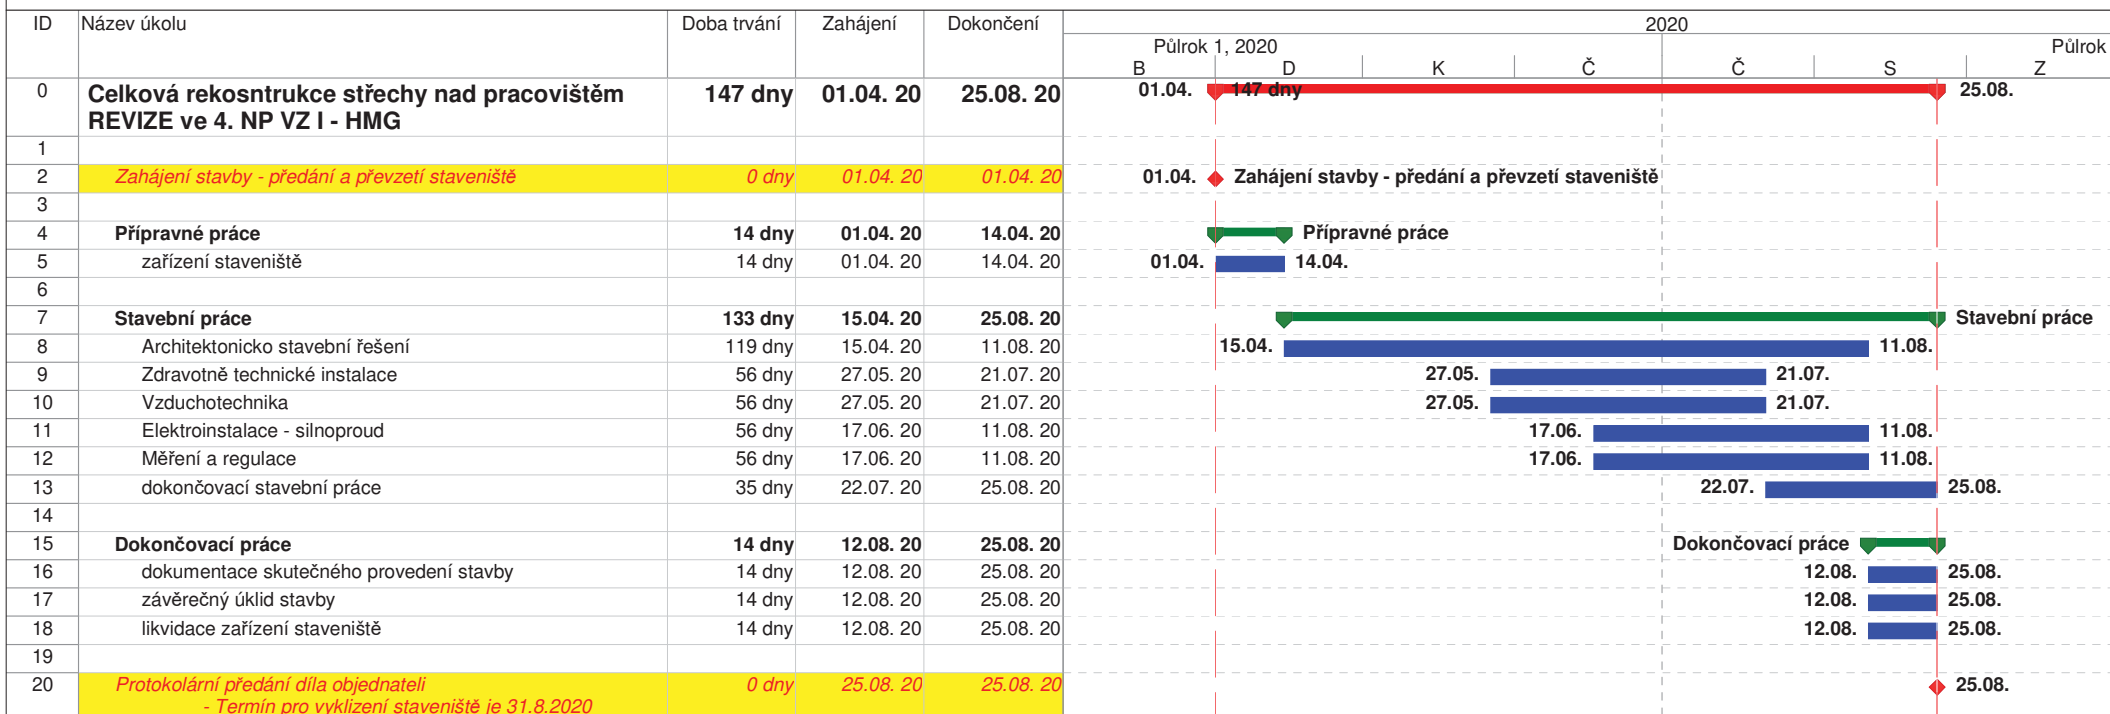 ID Název úkolu Doba trvání Zahájení Dokončení 2020
Půlrok 1, 2020 Půlrok
B D K Č Č S Z
0 Celková rekosntrukce střechy nad pracovištěm 147 dny 01.04. 20 25.08. 20 01.04. 147 dny 25.08.
REVIZE ve 4. NP VZ I - HMG
1
2 Zahájení stavby - předání a převzetí staveniště 0 dny 01.04. 20 01.04. 20 01.04. Zahájení stavby - předání a převzetí staveniště
3
4 Přípravné práce 14 dny 01.04. 20 14.04. 20 Přípravné práce
5 zařízení staveniště 14 dny 01.04. 20 14.04. 20 01.04. 14.04.
6
7 Stavební práce 133 dny 15.04. 20 25.08. 20 Stavební práce
8 Architektonicko stavební řešení 119 dny 15.04. 20 11.08. 20 15.04. 11.08.
9 Zdravotně technické instalace 56 dny 27.05. 20 21.07. 20 27.05. 21.07.
10 Vzduchotechnika 56 dny 27.05. 20 21.07. 20 27.05. 21.07.
11 Elektroinstalace - silnoproud 56 dny 17.06. 20 11.08. 20 17.06. 11.08.
12 Měření a regulace 56 dny 17.06. 20 11.08. 20 17.06. 11.08.
13 dokončovací stavební práce 35 dny 22.07. 20 25.08. 20 22.07. 25.08.
14
15 Dokončovací práce 14 dny 12.08. 20 25.08. 20 Dokončovací práce
16 dokumentace skutečného provedení stavby 14 dny 12.08. 20 25.08. 20 12.08. 25.08.
17 závěrečný úklid stavby 14 dny 12.08. 20 25.08. 20 12.08. 25.08.
18 likvidace zařízení staveniště 14 dny 12.08. 20 25.08. 20 12.08. 25.08.
19
20 Protokolární předání díla objednateli 0 dny 25.08. 20 25.08. 20 25.08.
- Termín pro vyklizení staveniště je 31.8.2020